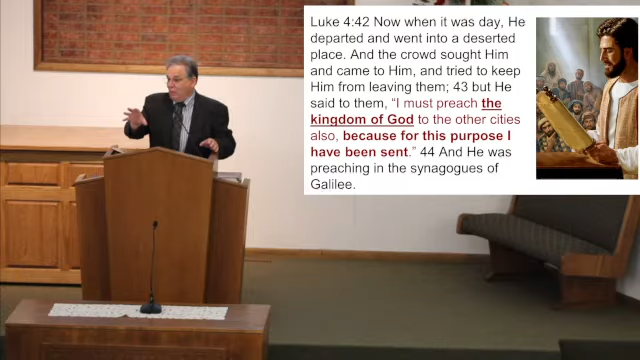 Luke 4:42 Now when it was day, He
departed and went into a deserted
place. And the crowd sought Him
and came to Him, and tried to keep
Him from leaving them; 43 but He
said to them, “I must preach the
kingdom of God to the other cities
also, because for this purpose I
have been sent.” 44 And He was
preaching in the synagogues of
Galilee.